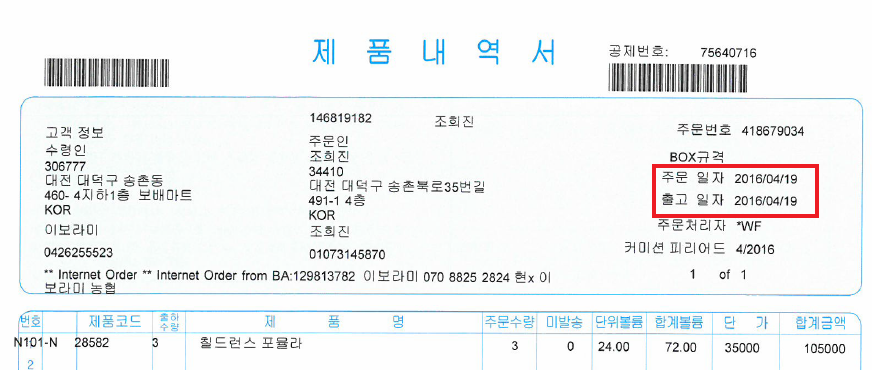 제 품 내 역 서
공제번호: 75640716
146819182 조희진
고객 정보
수령인
306777
대전 대덕구 송촌동
460- 4지하1층 보배마트
KOR
이보라미
0426255523
주문인
조희진
34410
대전 대덕구 송촌북로35번길
491-1 4층
KOR
조희진
01073145870
주문번호 418679034
BOX규격
주문 일자 2016/04/19
출고 일자 2016/04/19
주문처리자 *WF
커미션 피리어드 4/2016
1 of 1
** Internet Order ** Internet Order from BA:129813782 이보라미 070 8825 2824 현x 이
보라미 농협
번호 제품코드 출하수량 제 품 명 주문수량 미발송 단위볼륨 합계볼륨 단 가 합계금액
N101-N 28582 3 칠드런스 포뮬라 3 0 24.00 72.00 35000 105000
2